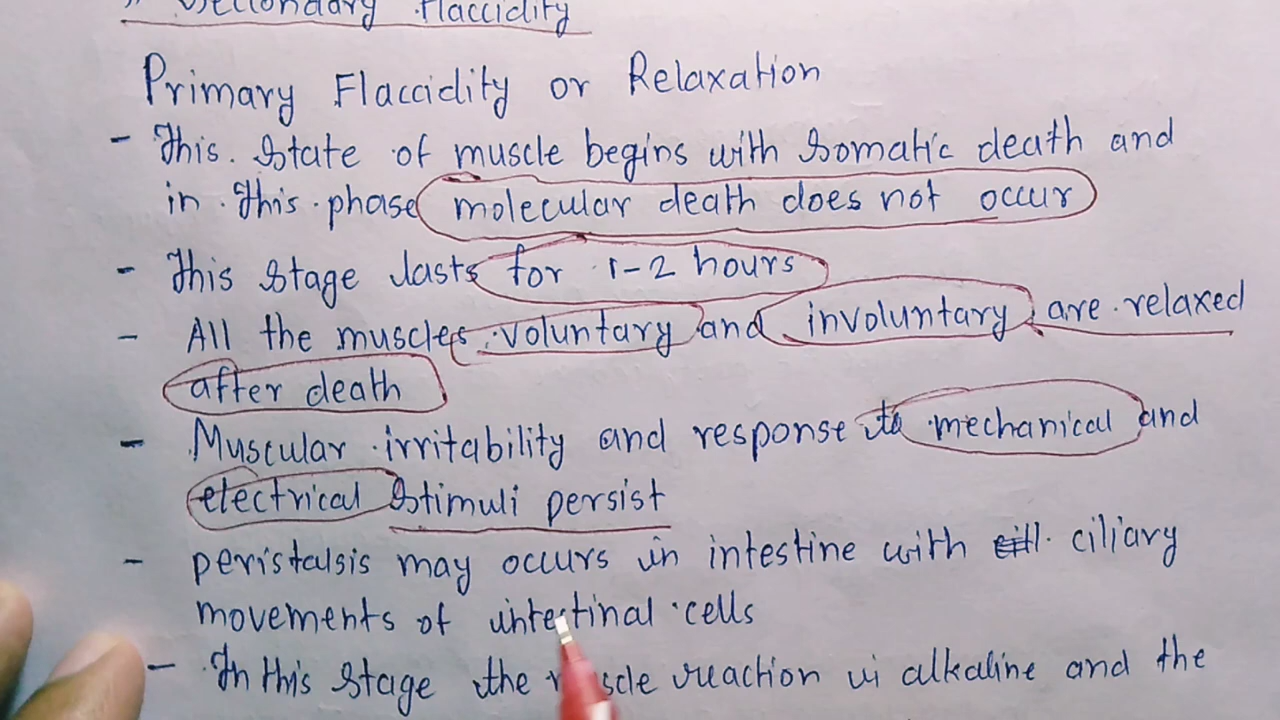 Secondary Flaccidity
Primary Flaccidity or Relaxation
- This state of muscle begins with somatic death and
in this phase molecular death does not occur
- This stage lasts for 1-2 hours
- All the muscles voluntary and involuntary are relaxed
after death
- Muscular irritability and response to mechanical and
electrical stimuli persist
- peristalsis may occurs in intestine with ciliary
movements of intestinal cells
- In this stage the muscle reaction is alkaline and the